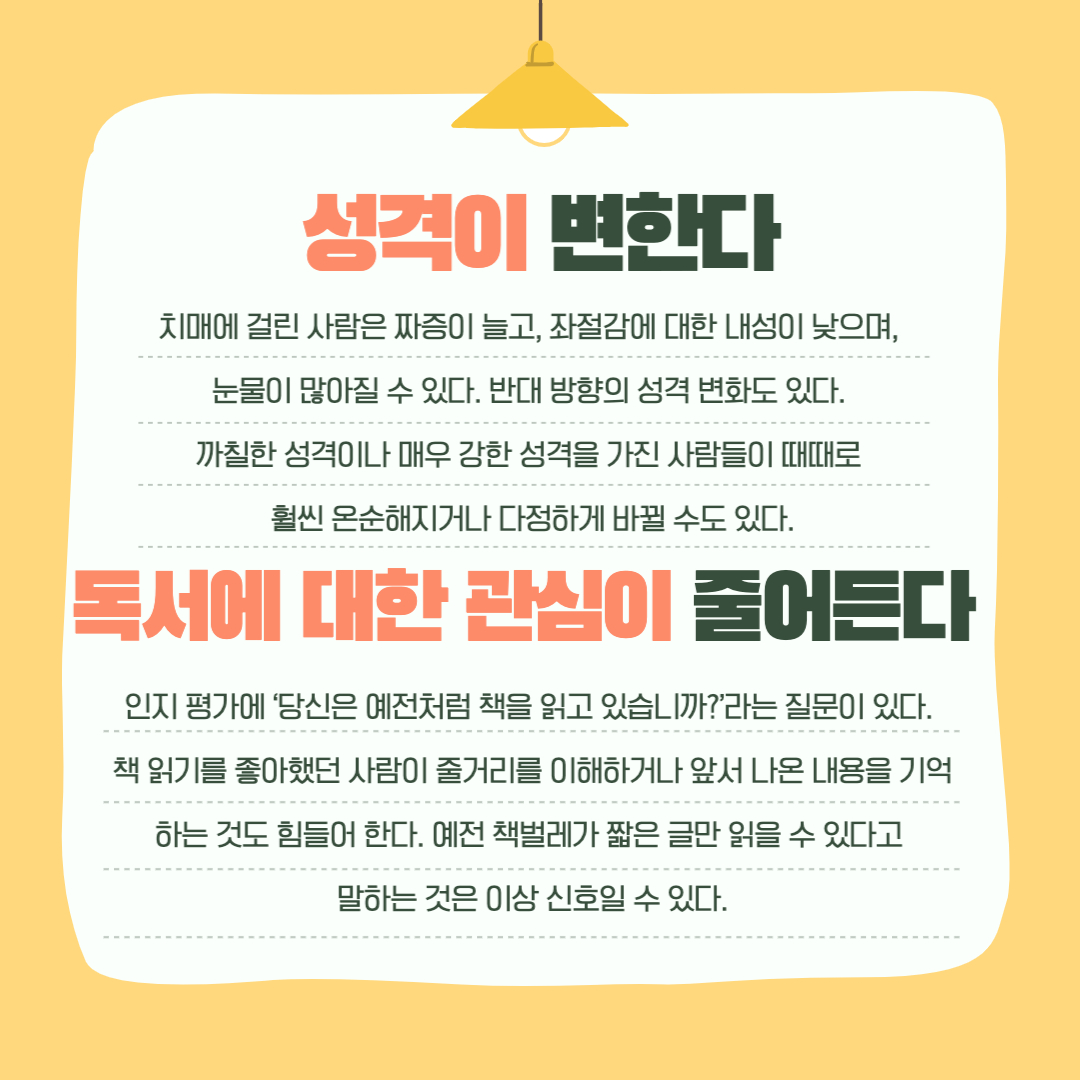 성격이 변한다
치매에 걸린 사람은 짜증이 늘고, 좌절감에 대한 내성이 낮으며,
눈물이 많아질 수 있다. 반대 방향의 성격 변화도 있다.
까칠한 성격이나 매우 강한 성격을 가진 사람들이 때때로
훨씬 온순해지거나 다정하게 바뀔 수도 있다.
독서에 대한 관심이 줄어든다
인지 평가에 ‘당신은 예전처럼 책을 읽고 있습니까?’라는 질문이 있다.
책 읽기를 좋아했던 사람이 줄거리를 이해하거나 앞서 나온 내용을 기억
하는 것도 힘들어 한다. 예전 책벌레가 짧은 글만 읽을 수 있다고
말하는 것은 이상 신호일 수 있다.